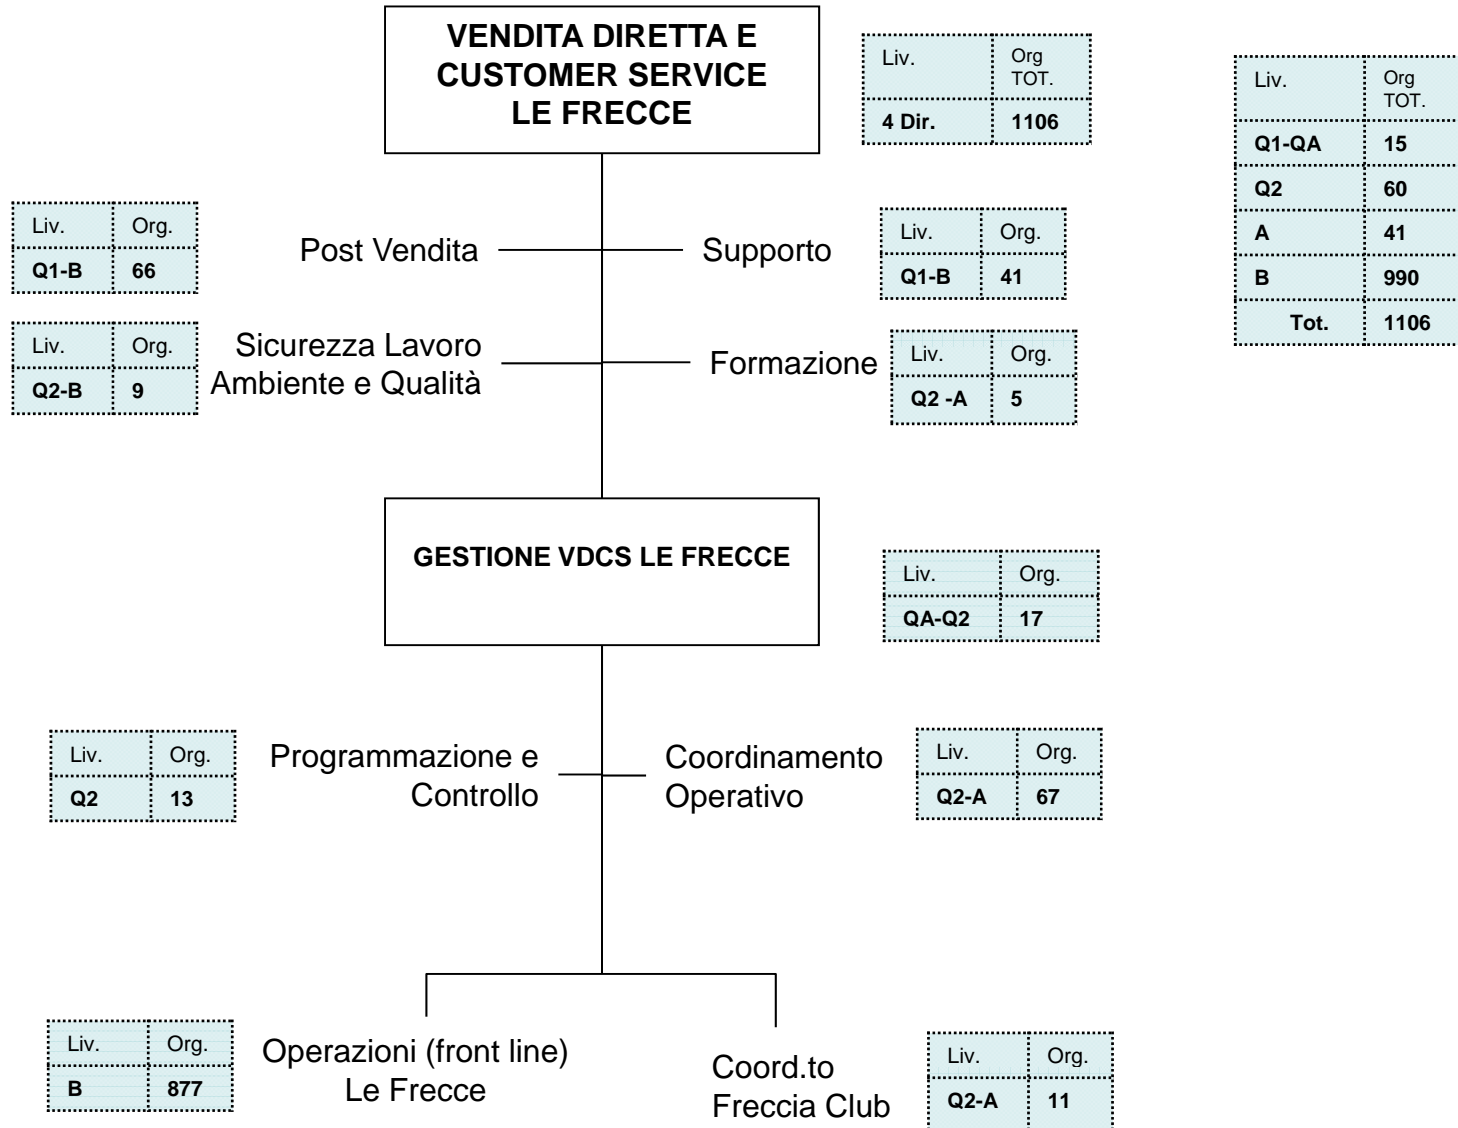 VENDITA DIRETTA E
CUSTOMER SERVICE
LE FRECCE
Liv. Org
TOT.
4 Dir. 1106
Liv. Org
TOT.
Q1-QA 15
Q2 60
A 41
B 990
Tot. 1106
Liv. Org.
Q1-B 66
Post Vendita
Supporto
Liv. Org.
Q1-B 41
Liv. Org.
Q2-B 9
Sicurezza Lavoro
Ambiente e Qualità
Formazione
Liv. Org.
Q2 -A 5
GESTIONE VDCS LE FRECCE
Liv. Org.
QA-Q2 17
Liv. Org.
Q2 13
Programmazione e
Controllo
Coordinamento
Operativo
Liv. Org.
Q2-A 67
Liv. Org.
B 877
Operazioni (front line)
Le Frecce
Coord.to
Freccia Club
Liv. Org.
Q2-A 11